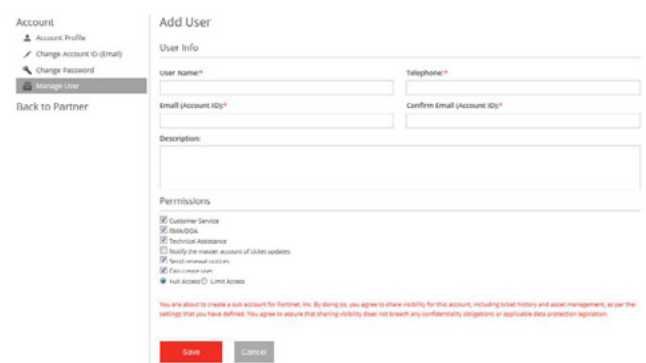 Account
Account Profile
Change Account ID (Email)
Change Password
Manage User
Back to Partner
Add User
User Info
User Name:*
Telephone:*
Email (Account ID):*
Confirm Email (Account ID):*
Description:
Permissions
Customer Service
RMA/DOA
Technical Assistance
Notify the master account of ticket updates
Send renewal notices
Can create user
Full Access Limit Access
You are about to create a sub account for Fortinet, Inc. By doing so, you agree to share visibility for this account, including ticket history and asset management, as per the
settings that you have defined. You agree to assure that sharing visibility does not breach any confidentiality obligations or applicable data protection legislation.
Save
Cancel